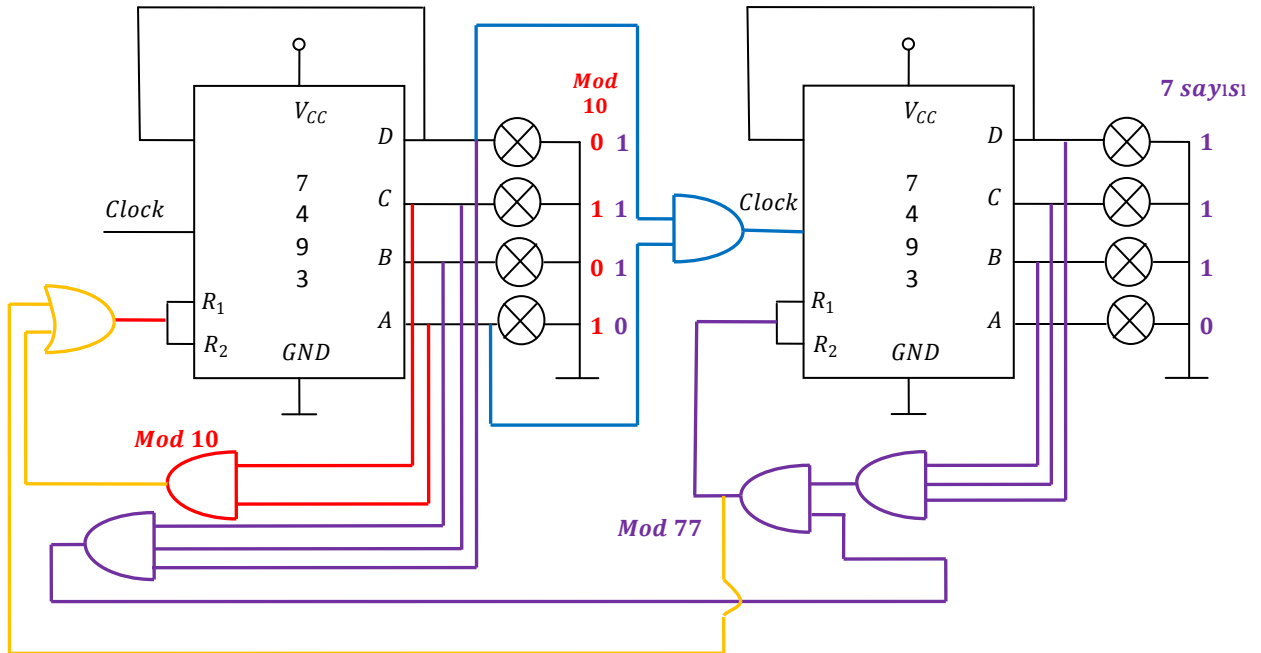 Mod
10
7 sayısı
V_CC
V_CC
D
0 1
D
1
7
4
9
3
7
4
9
3
C
1 1
C
1
Clock
Clock
B
0 1
B
1
R_1
R_1
A
1 0
A
0
R_2
GND
R_2
GND
Mod 10
Mod 77